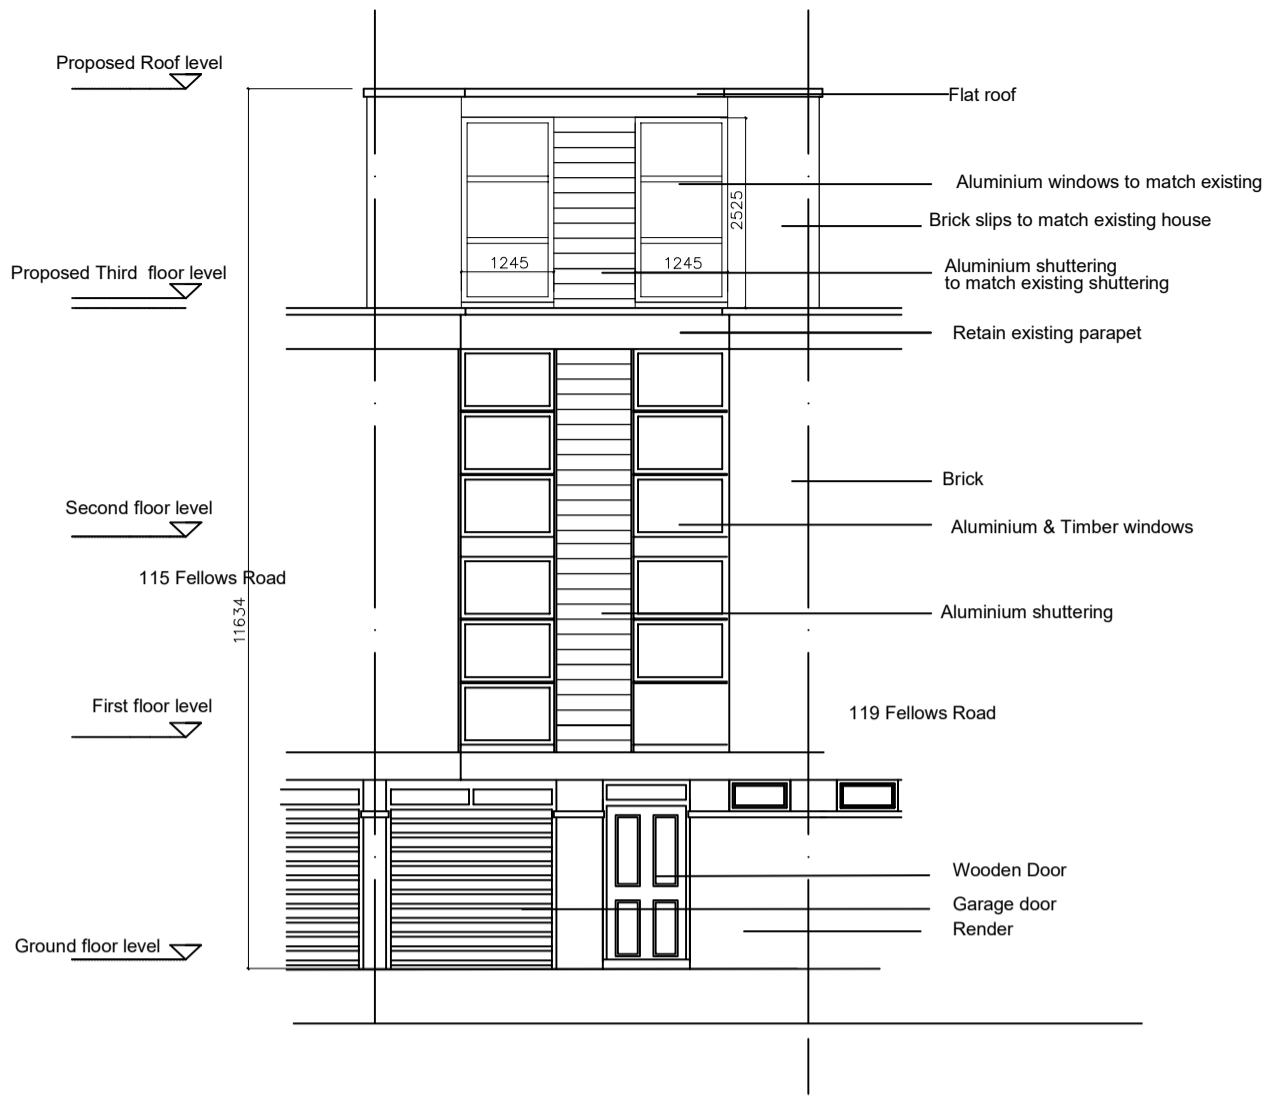 Proposed Roof level
Flat roof
Aluminium windows to match existing
2525
Brick slips to match existing house
1245
1245
Aluminium shuttering
to match existing shuttering
Proposed Third floor level
Retain existing parapet
Brick
Second floor level
Aluminium & Timber windows
115 Fellows Road
11634
Aluminium shuttering
First floor level
119 Fellows Road
Wooden Door
Garage door
Render
Ground floor level